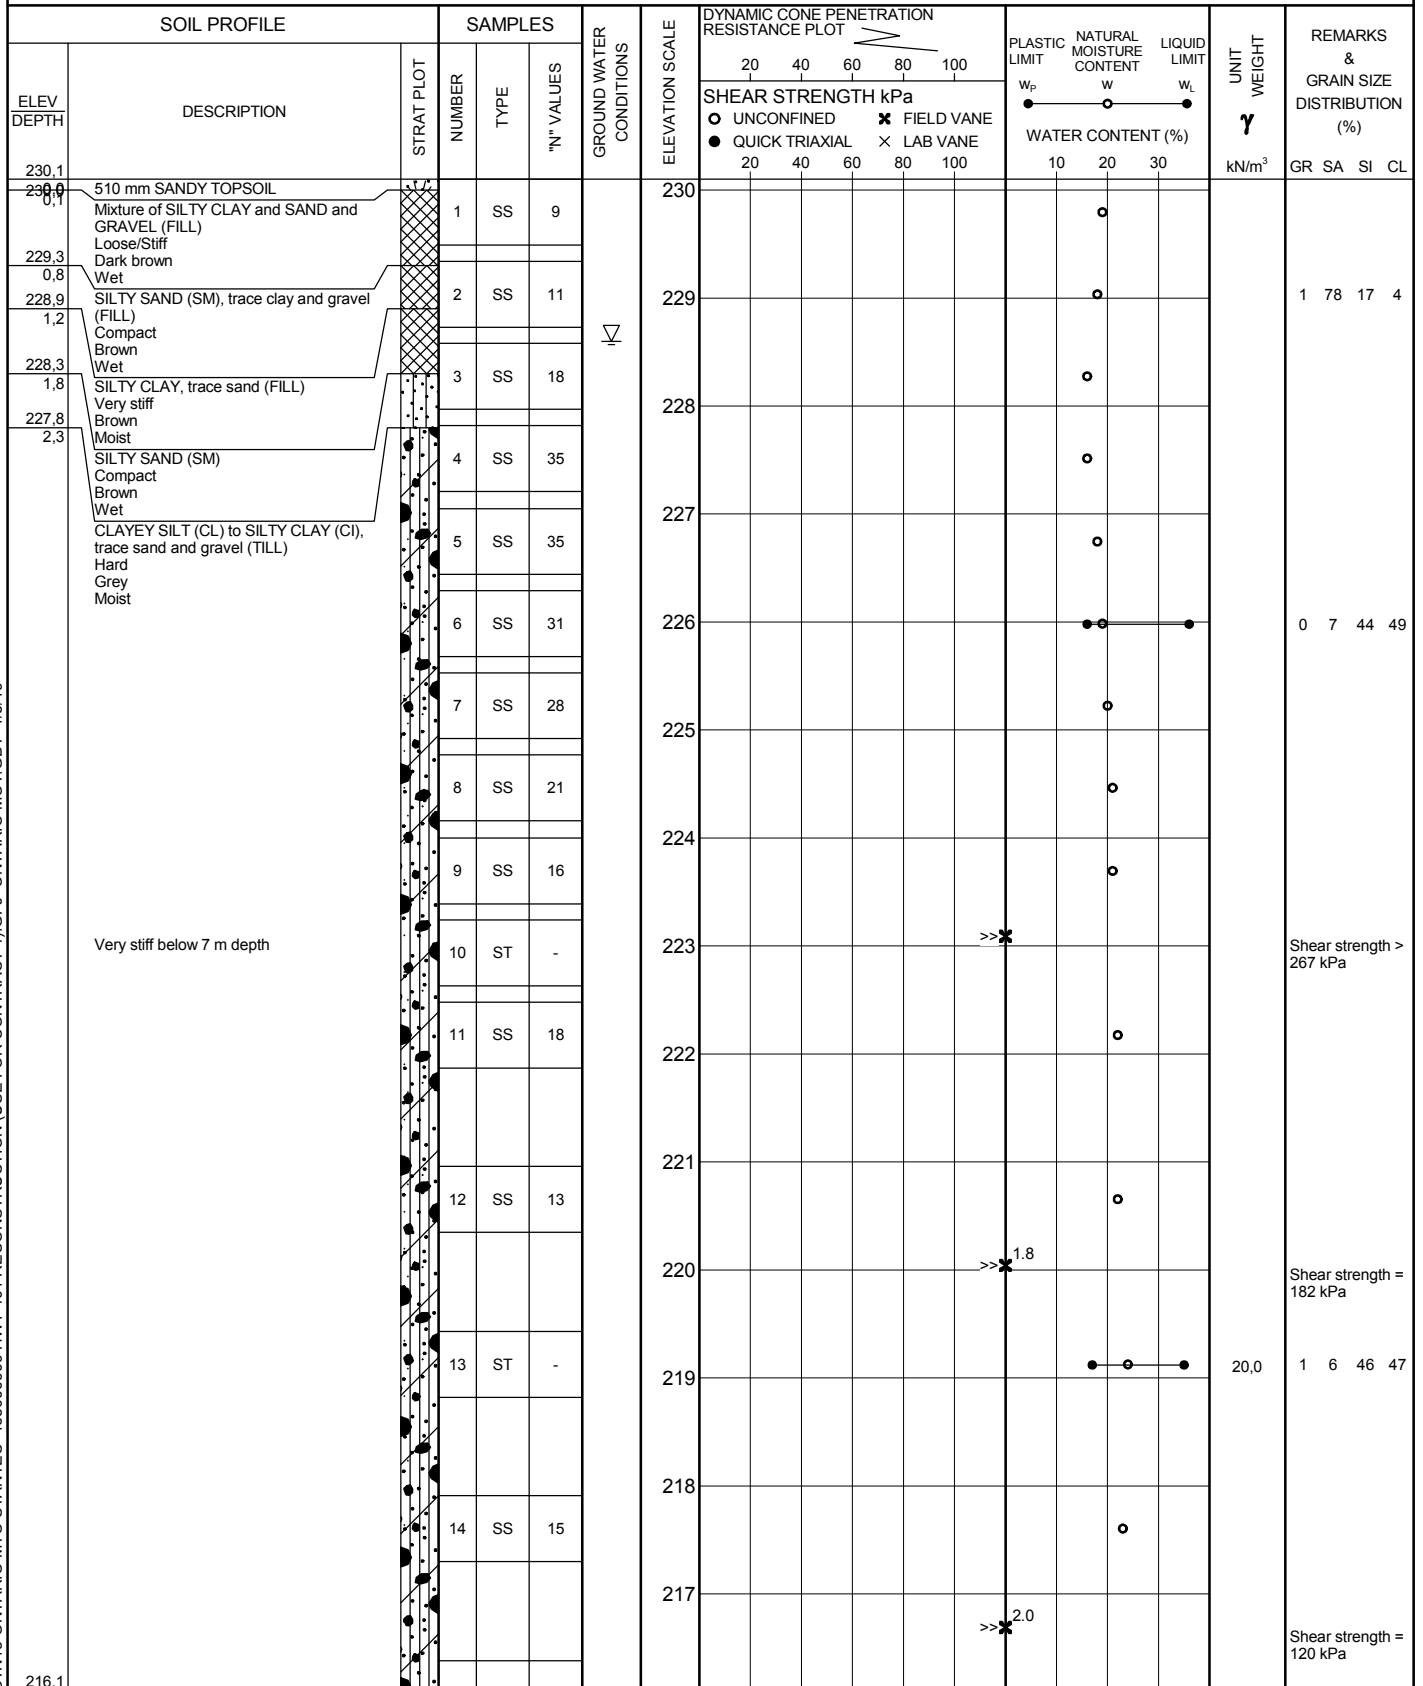 SOIL PROFILE
SAMPLES
GROUND WATER
CONDITIONS
ELEVATION SCALE
DYNAMIC CONE PENETRATION
RESISTANCE PLOT
20 40 60 80 100
SHEAR STRENGTH kPa
UNCONFINED
FIELD VANE
QUICK TRIAXIAL
LAB VANE
20 40 60 80 100
PLASTIC
LIMIT
NATURAL
MOISTURE
CONTENT
LIQUID
LIMIT
wP w wL
WATER CONTENT (%)
10 20 30
UNIT
WEIGHT
γ
kN/m³
REMARKS
&
GRAIN SIZE
DISTRIBUTION
(%)
GR SA SI CL
ELEV
DEPTH
DESCRIPTION
STRAT PLOT
NUMBER
TYPE
"N" VALUES
230,1
0,1
510 mm SANDY TOPSOIL
Mixture of SILTY CLAY and SAND and
GRAVEL (FILL)
Loose/Stiff
Dark brown
Wet
229,3
0,8
SILTY SAND (SM), trace clay and gravel
(FILL)
Compact
Brown
Wet
228,9
1,2
SILTY CLAY, trace sand (FILL)
Very stiff
Brown
Moist
228,3
1,8
SILTY SAND (SM)
Compact
Brown
Wet
227,8
2,3
CLAYEY SILT (CL) to SILTY CLAY (CI),
trace sand and gravel (TILL)
Hard
Grey
Moist
Very stiff below 7 m depth
216,1
1 SS 9
2 SS 11
3 SS 18
4 SS 35
5 SS 35
6 SS 31
7 SS 28
8 SS 21
9 SS 16
10 ST -
11 SS 18
12 SS 13
13 ST -
14 SS 15
230
229
228
227
226
225
224
223
222
221
220
219
218
217
>>
>> 1.8
>> 2.0
20,0
1 78 17 4
0 7 44 49
Shear strength >
267 kPa
Shear strength =
182 kPa
1 6 46 47
Shear strength =
120 kPa